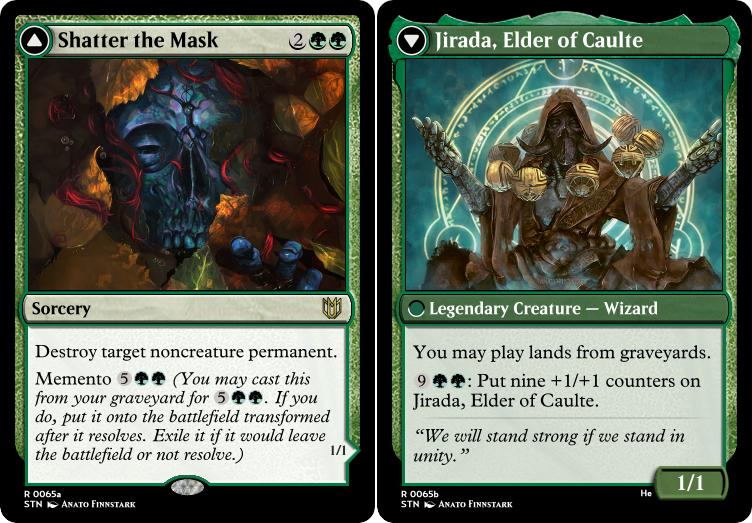 Shatter the Mask 2
Sorcery
Destroy target noncreature permanent.
Memento 5 (You may cast this
from your graveyard for 5. If you
do, put it onto the battlefield transformed
after it resolves. Exile it if it would leave
the battlefield or not resolve.)
1/1
R 0065a
STN Anato Finnstark
Jirada, Elder of Caulte
Legendary Creature — Wizard
You may play lands from graveyards.
9: Put nine +1/+1 counters on
Jirada, Elder of Caulte.
“We will stand strong if we stand in
unity.”
1/1
R 0065b
He
STN Anato Finnstark